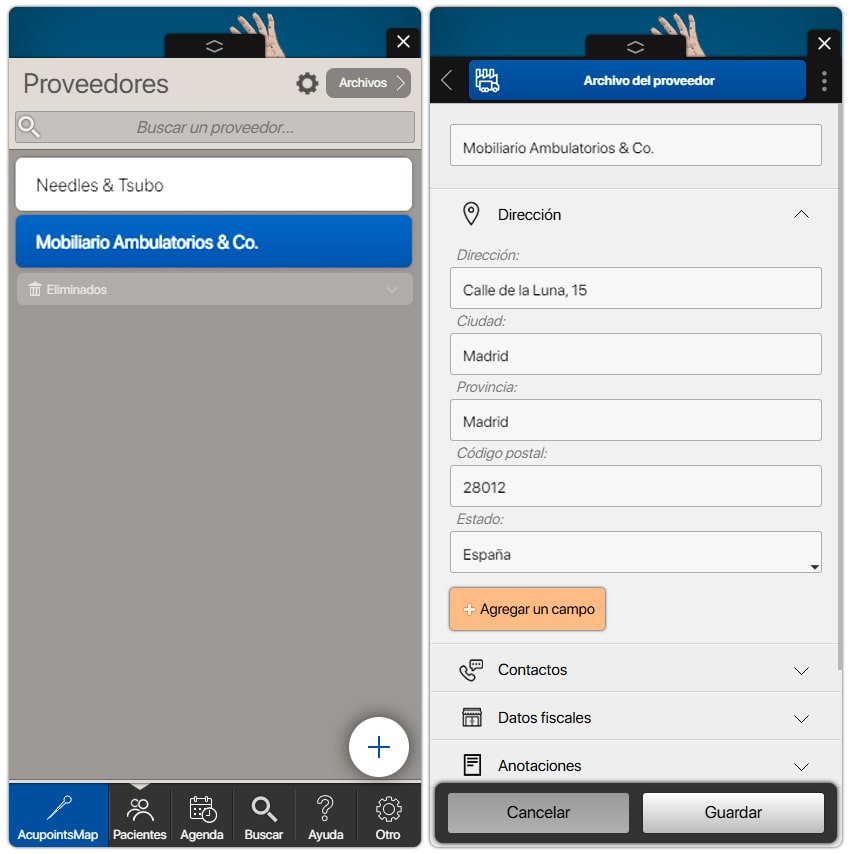 Proveedores
Archivos
Buscar un proveedor...
Needles & Tsubo
Mobiliario Ambulatorios & Co.
Eliminados
AcupointsMap
Pacientes
Agenda
Buscar
Ayuda
Otro
Archivo del proveedor
Mobiliario Ambulatorios & Co.
Dirección
Dirección:
Calle de la Luna, 15
Ciudad:
Madrid
Provincia:
Madrid
Código postal:
28012
Estado:
España
+ Agregar un campo
Contactos
Datos fiscales
Anotaciones
Cancelar
Guardar